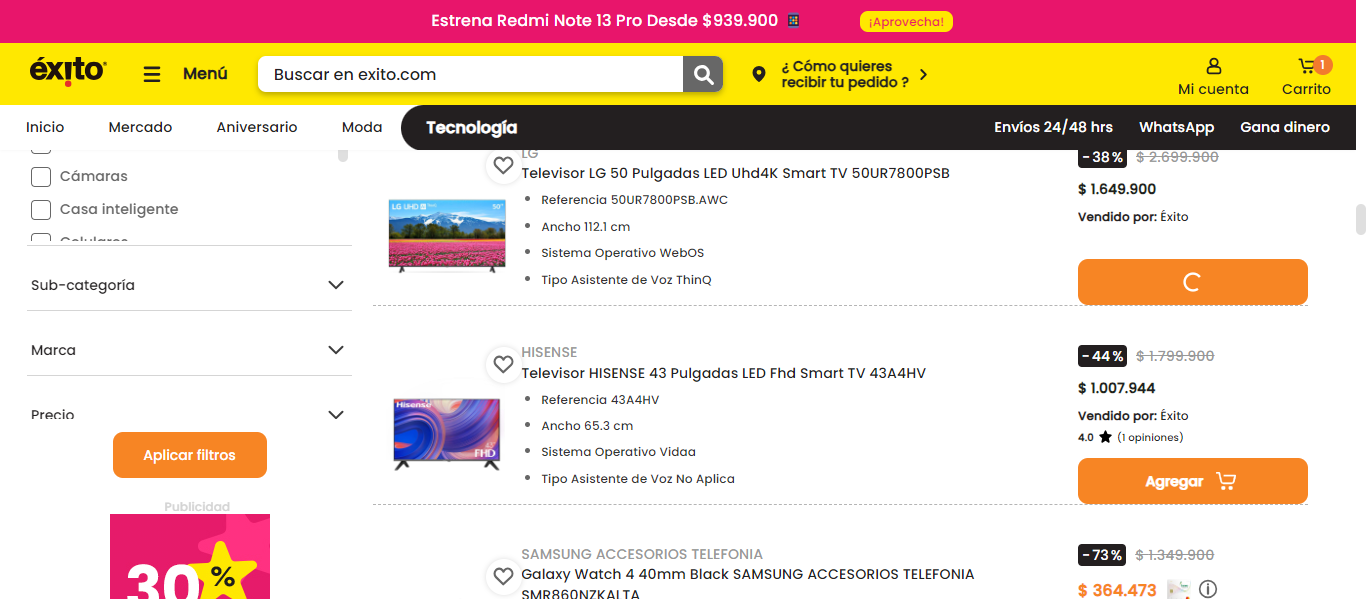 Estrena Redmi Note 13 Pro Desde $939.900
¡Aprovecha!
éxito
Menú
Buscar en exito.com
¿ Cómo quieres
recibir tu pedido ?
Mi cuenta
1
Carrito
Inicio
Mercado
Aniversario
Moda
Tecnología
Envíos 24/48 hrs
WhatsApp
Gana dinero
Cámaras
Casa inteligente
Celulares
Sub-categoría
Marca
Precio
Aplicar filtros
Publicidad
30 %
LG
Televisor LG 50 Pulgadas LED Uhd4K Smart TV 50UR7800PSB
LG UHD
50"
Referencia 50UR7800PSB.AWC
Ancho 112.1 cm
Sistema Operativo WebOS
Tipo Asistente de Voz ThinQ
- 38 % $ 2.699.900
$ 1.649.900
Vendido por: Éxito
HISENSE
Televisor HISENSE 43 Pulgadas LED Fhd Smart TV 43A4HV
Hisense
FHD
Referencia 43A4HV
Ancho 65.3 cm
Sistema Operativo Vidaa
Tipo Asistente de Voz No Aplica
- 44 % $ 1.799.900
$ 1.007.944
Vendido por: Éxito
4.0 (1 opiniones)
Agregar
SAMSUNG ACCESORIOS TELEFONIA
Galaxy Watch 4 40mm Black SAMSUNG ACCESORIOS TELEFONIA
SMR860NZKALTA
- 73 % $ 1.349.900
$ 364.473